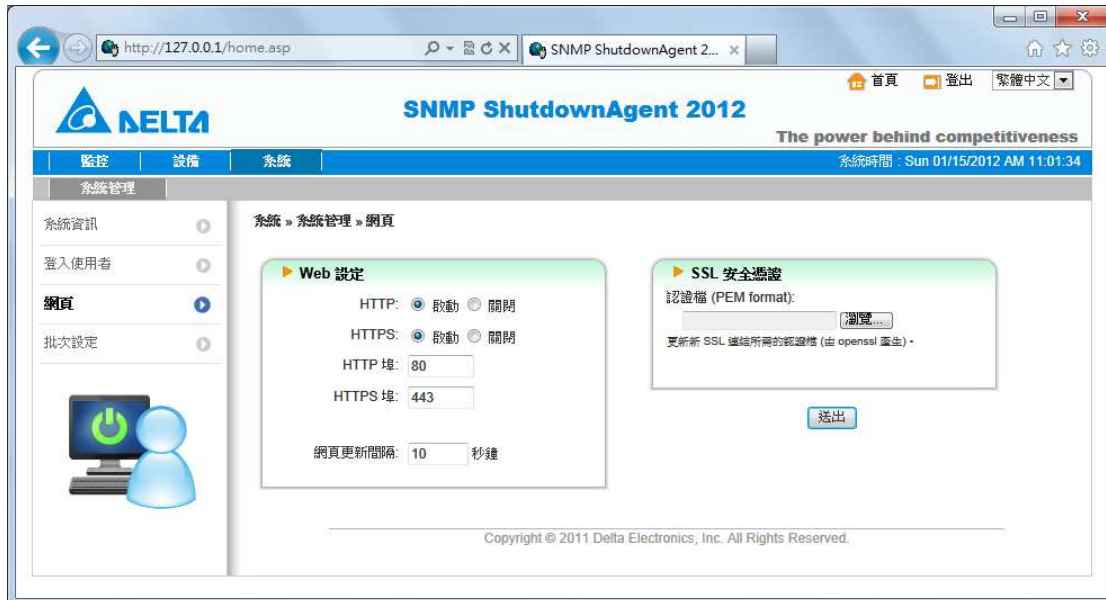 http://127.0.0.1/home.asp
SNMP ShutdownAgent 2...
首頁 登出 繁體中文
DELTA
SNMP ShutdownAgent 2012
The power behind competitiveness
監控 設備 系統 系統時間 : Sun 01/15/2012 AM 11:01:34
系統管理
系統資訊
登入使用者
網頁
批次設定
系統 » 系統管理 » 網頁
Web 設定
HTTP: 啟動 關閉
HTTPS: 啟動 關閉
HTTP 埠: 80
HTTPS 埠: 443
網頁更新間隔: 10 秒鐘
SSL 安全憑證
認證檔 (PEM format):
瀏覽...
更新新 SSL 連結所需的認證檔 (由 openssl 產生)。
送出
Copyright © 2011 Delta Electronics, Inc. All Rights Reserved.